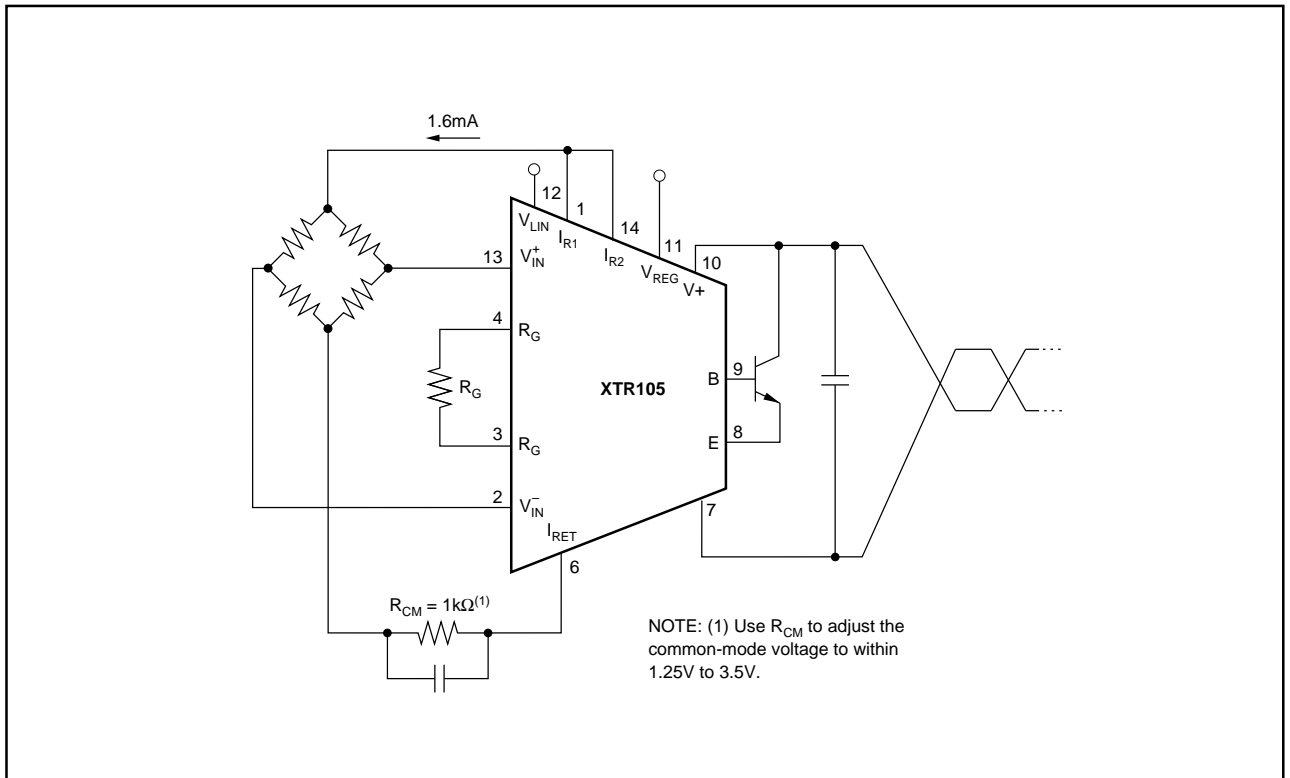 1.6mA
12
1
14
11
10
V_LIN
I_R1
I_R2
V_REG
V+
13
V_IN^+
4
R_G
R_G
XTR105
B
9
3
R_G
E
8
2
V_IN^−
7
I_RET
6
R_CM = 1kΩ^(1)
NOTE: (1) Use R_CM to adjust the
common-mode voltage to within
1.25V to 3.5V.